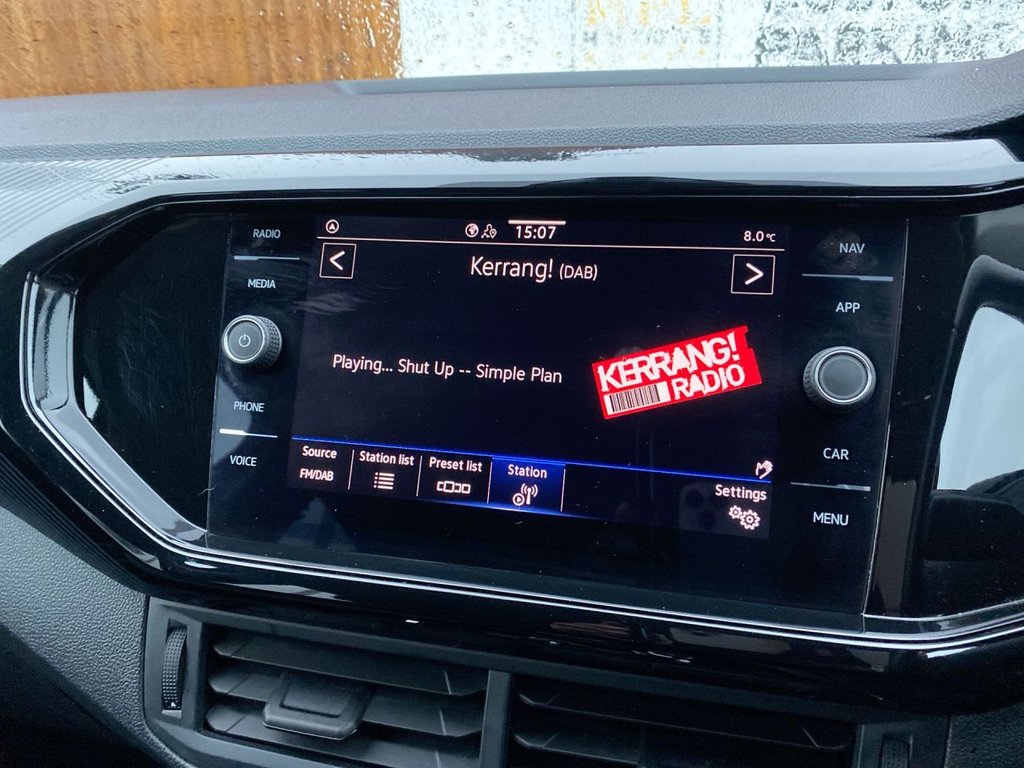 RADIO
MEDIA
PHONE
VOICE
15:07
8.0°C
<
Kerrang! (DAB)
>
Playing... Shut Up -- Simple Plan
KERRANG!
RADIO
Source
FM/DAB
Station list
Preset list
Station
Settings
NAV
APP
CAR
MENU